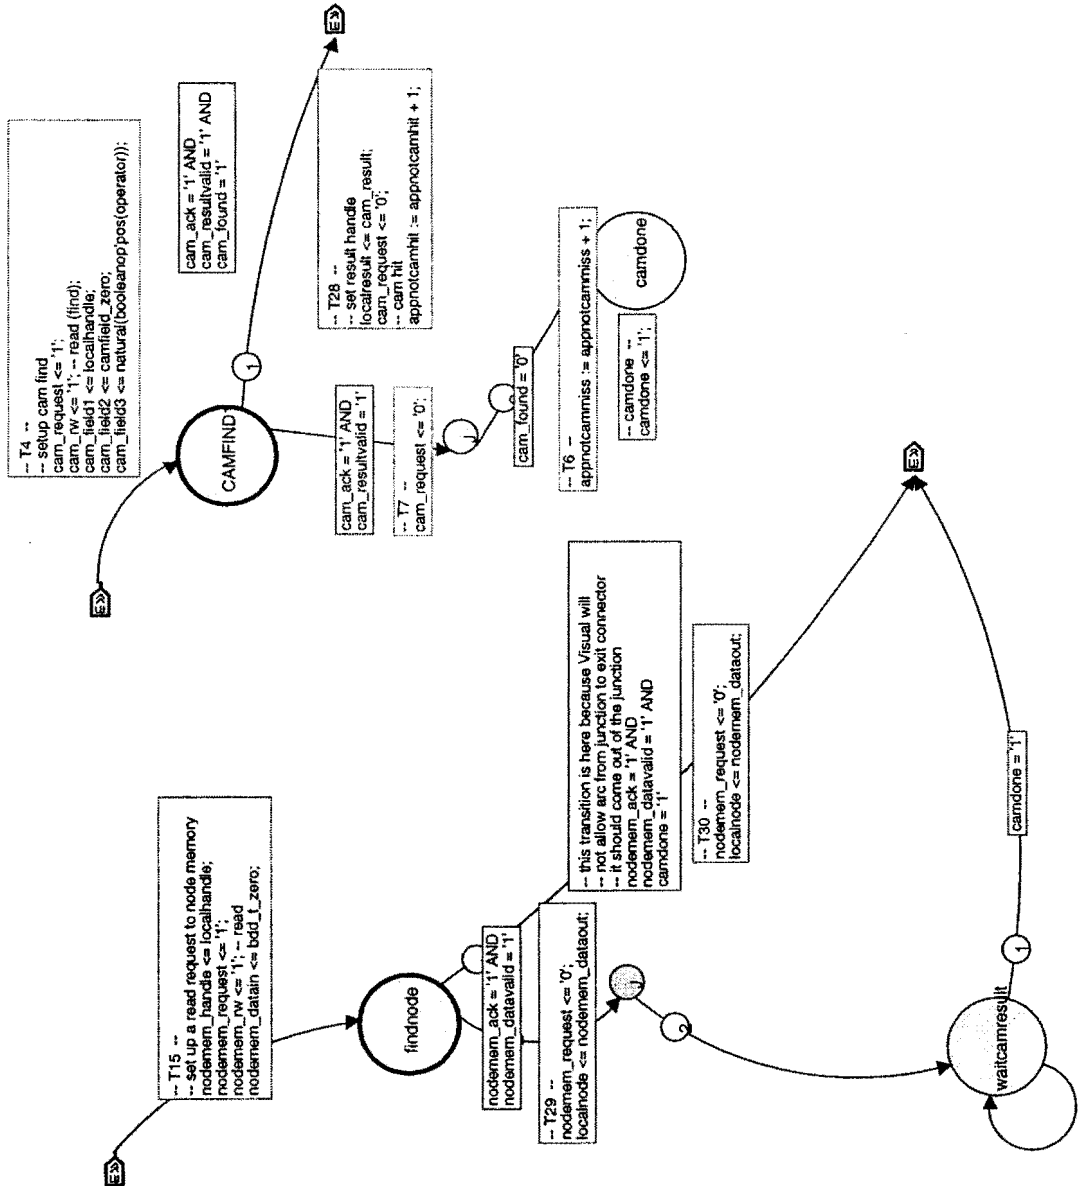 -- T4 --
-- setup cam find
cam_request <= '1';
cam_rw <= '1'; -- read (find);
cam_field1 <= localhandle;
cam_field2 <= camfield_zero;
cam_field3 <= natural(booleanop'pos(operator));
E>>
CAMFIND
1
cam_ack = '1' AND
cam_resultvalid = '1' AND
cam_found = '1'
E>>
-- T28 --
-- set result handle
localresult <= cam_result;
cam_request <= '0';
-- cam hit
appnotcamhit := appnotcamhit + 1;
cam_ack = '1' AND
cam_resultvalid = '1'
-- T7 --
cam_request <= '0';
J
cam_found = '0'
-- T6 --
appnotcammiss := appnotcammiss + 1;
camdone
-- camdone --
camdone <= '1';
E>>
-- T15 --
-- set up a read request to node memory
nodemem_handle <= localhandle;
nodemem_request <= '1';
nodemem_rw <= '1'; -- read
nodemem_datain <= bdd_t_zero;
findnode
nodemem_ack = '1' AND
nodemem_datavalid = '1'
-- T29 --
nodemem_request <= '0';
localnode <= nodemem_dataout;
J
2
-- this transition is here because Visual will
-- not allow arc from junction to exit connector
-- it should come out of the junction
nodemem_ack = '1' AND
nodemem_datavalid = '1' AND
camdone = '1'
-- T30 --
nodemem_request <= '0';
localnode <= nodemem_dataout;
E>>
waitcamresult
1
camdone = '1'